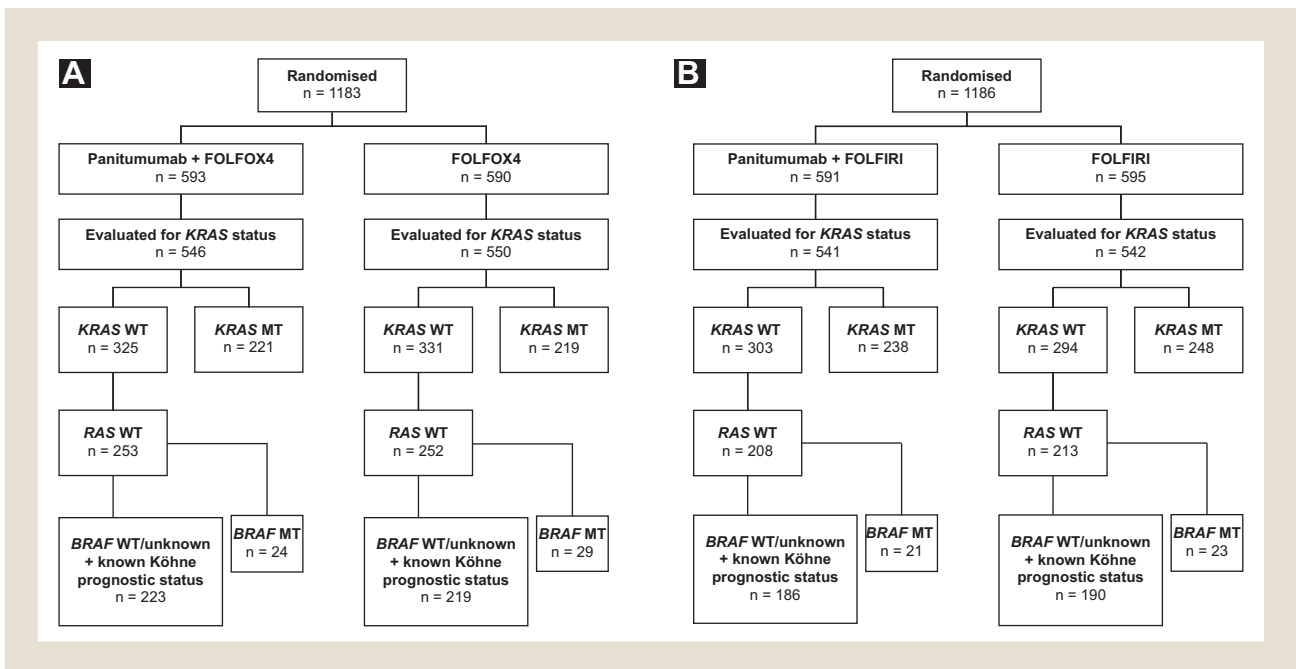 A
Randomised
n = 1183
Panitumumab + FOLFOX4
n = 593
FOLFOX4
n = 590
Evaluated for KRAS status
n = 546
Evaluated for KRAS status
n = 550
KRAS WT
n = 325
KRAS MT
n = 221
KRAS WT
n = 331
KRAS MT
n = 219
RAS WT
n = 253
RAS WT
n = 252
BRAF WT/unknown
+ known Köhne
prognostic status
n = 223
BRAF MT
n = 24
BRAF WT/unknown
+ known Köhne
prognostic status
n = 219
BRAF MT
n = 29
B
Randomised
n = 1186
Panitumumab + FOLFIRI
n = 591
FOLFIRI
n = 595
Evaluated for KRAS status
n = 541
Evaluated for KRAS status
n = 542
KRAS WT
n = 303
KRAS MT
n = 238
KRAS WT
n = 294
KRAS MT
n = 248
RAS WT
n = 208
RAS WT
n = 213
BRAF WT/unknown
+ known Köhne
prognostic status
n = 186
BRAF MT
n = 21
BRAF WT/unknown
+ known Köhne
prognostic status
n = 190
BRAF MT
n = 23